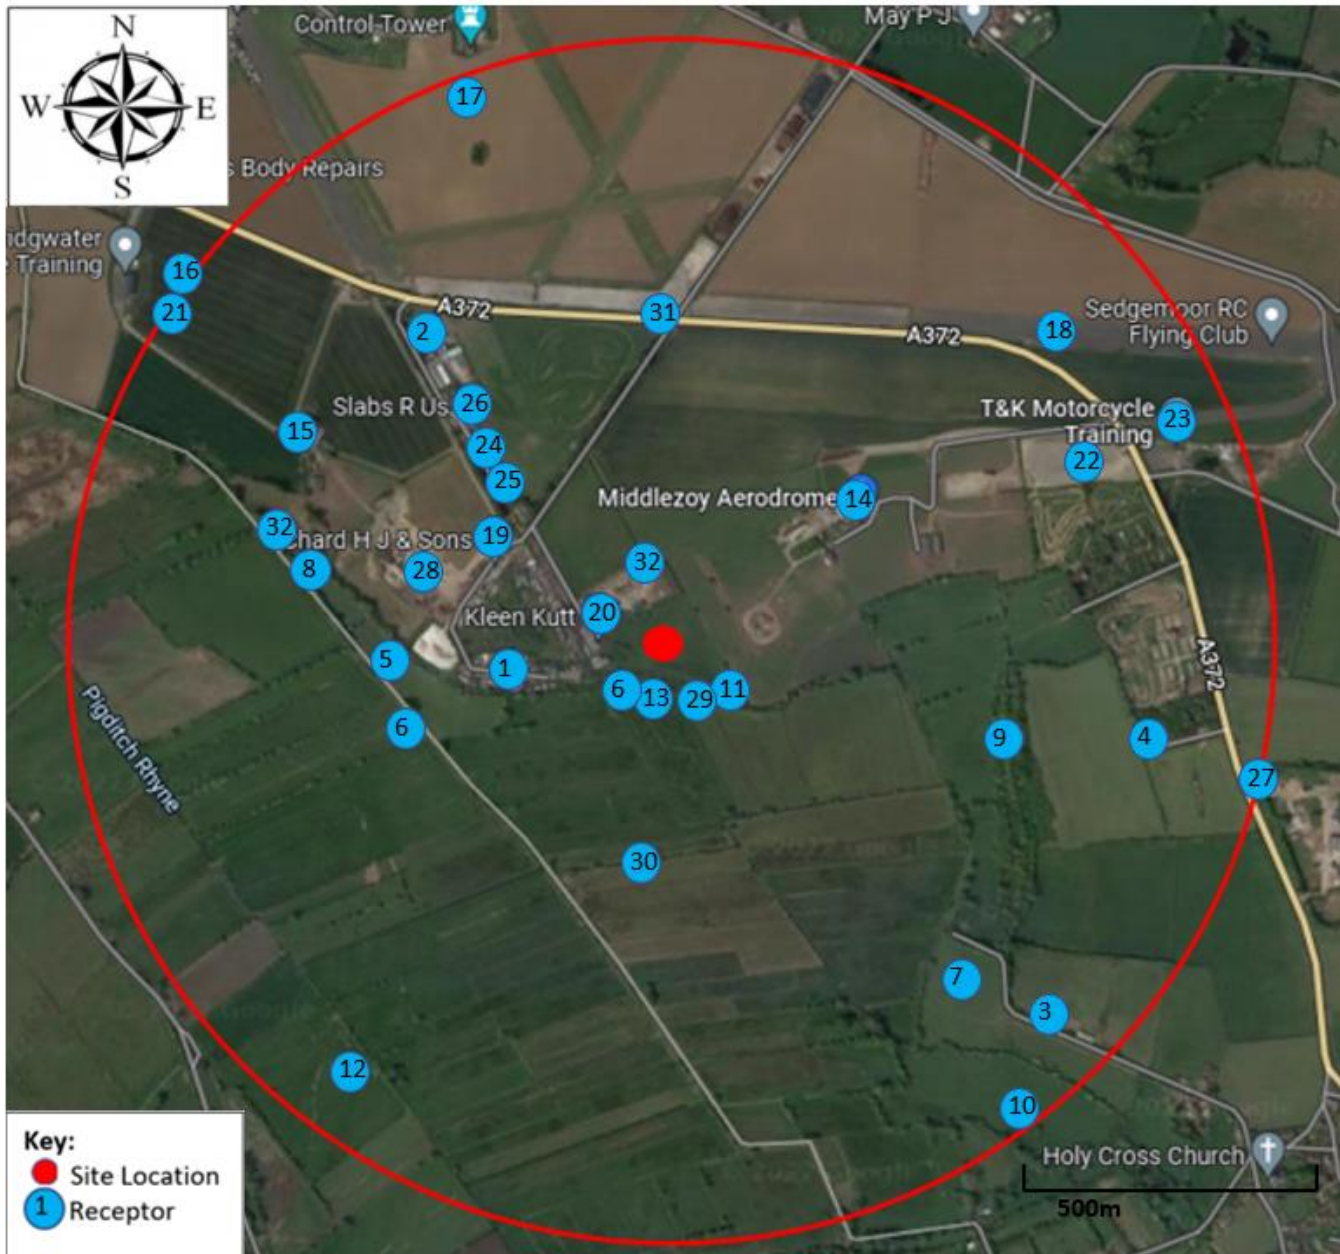 N
W
E
S
Control Tower
May P J
17
s Body Repairs
idgwater
e Training
16
21
A372
31
2
A372
18
Sedgemoor RC
Flying Club
Slabs R Us
26
T&K Motorcycle
Training
23
15
24
22
25
Middlezoy Aerodrome
14
32
chard H J & Sons
19
8
28
32
Kleen Kutt
20
5
1
A372
6
13
29
11
Pigditch Rhyne
6
9
4
27
30
7
3
12
10
Key:
Site Location
1
Receptor
Holy Cross Church
500m